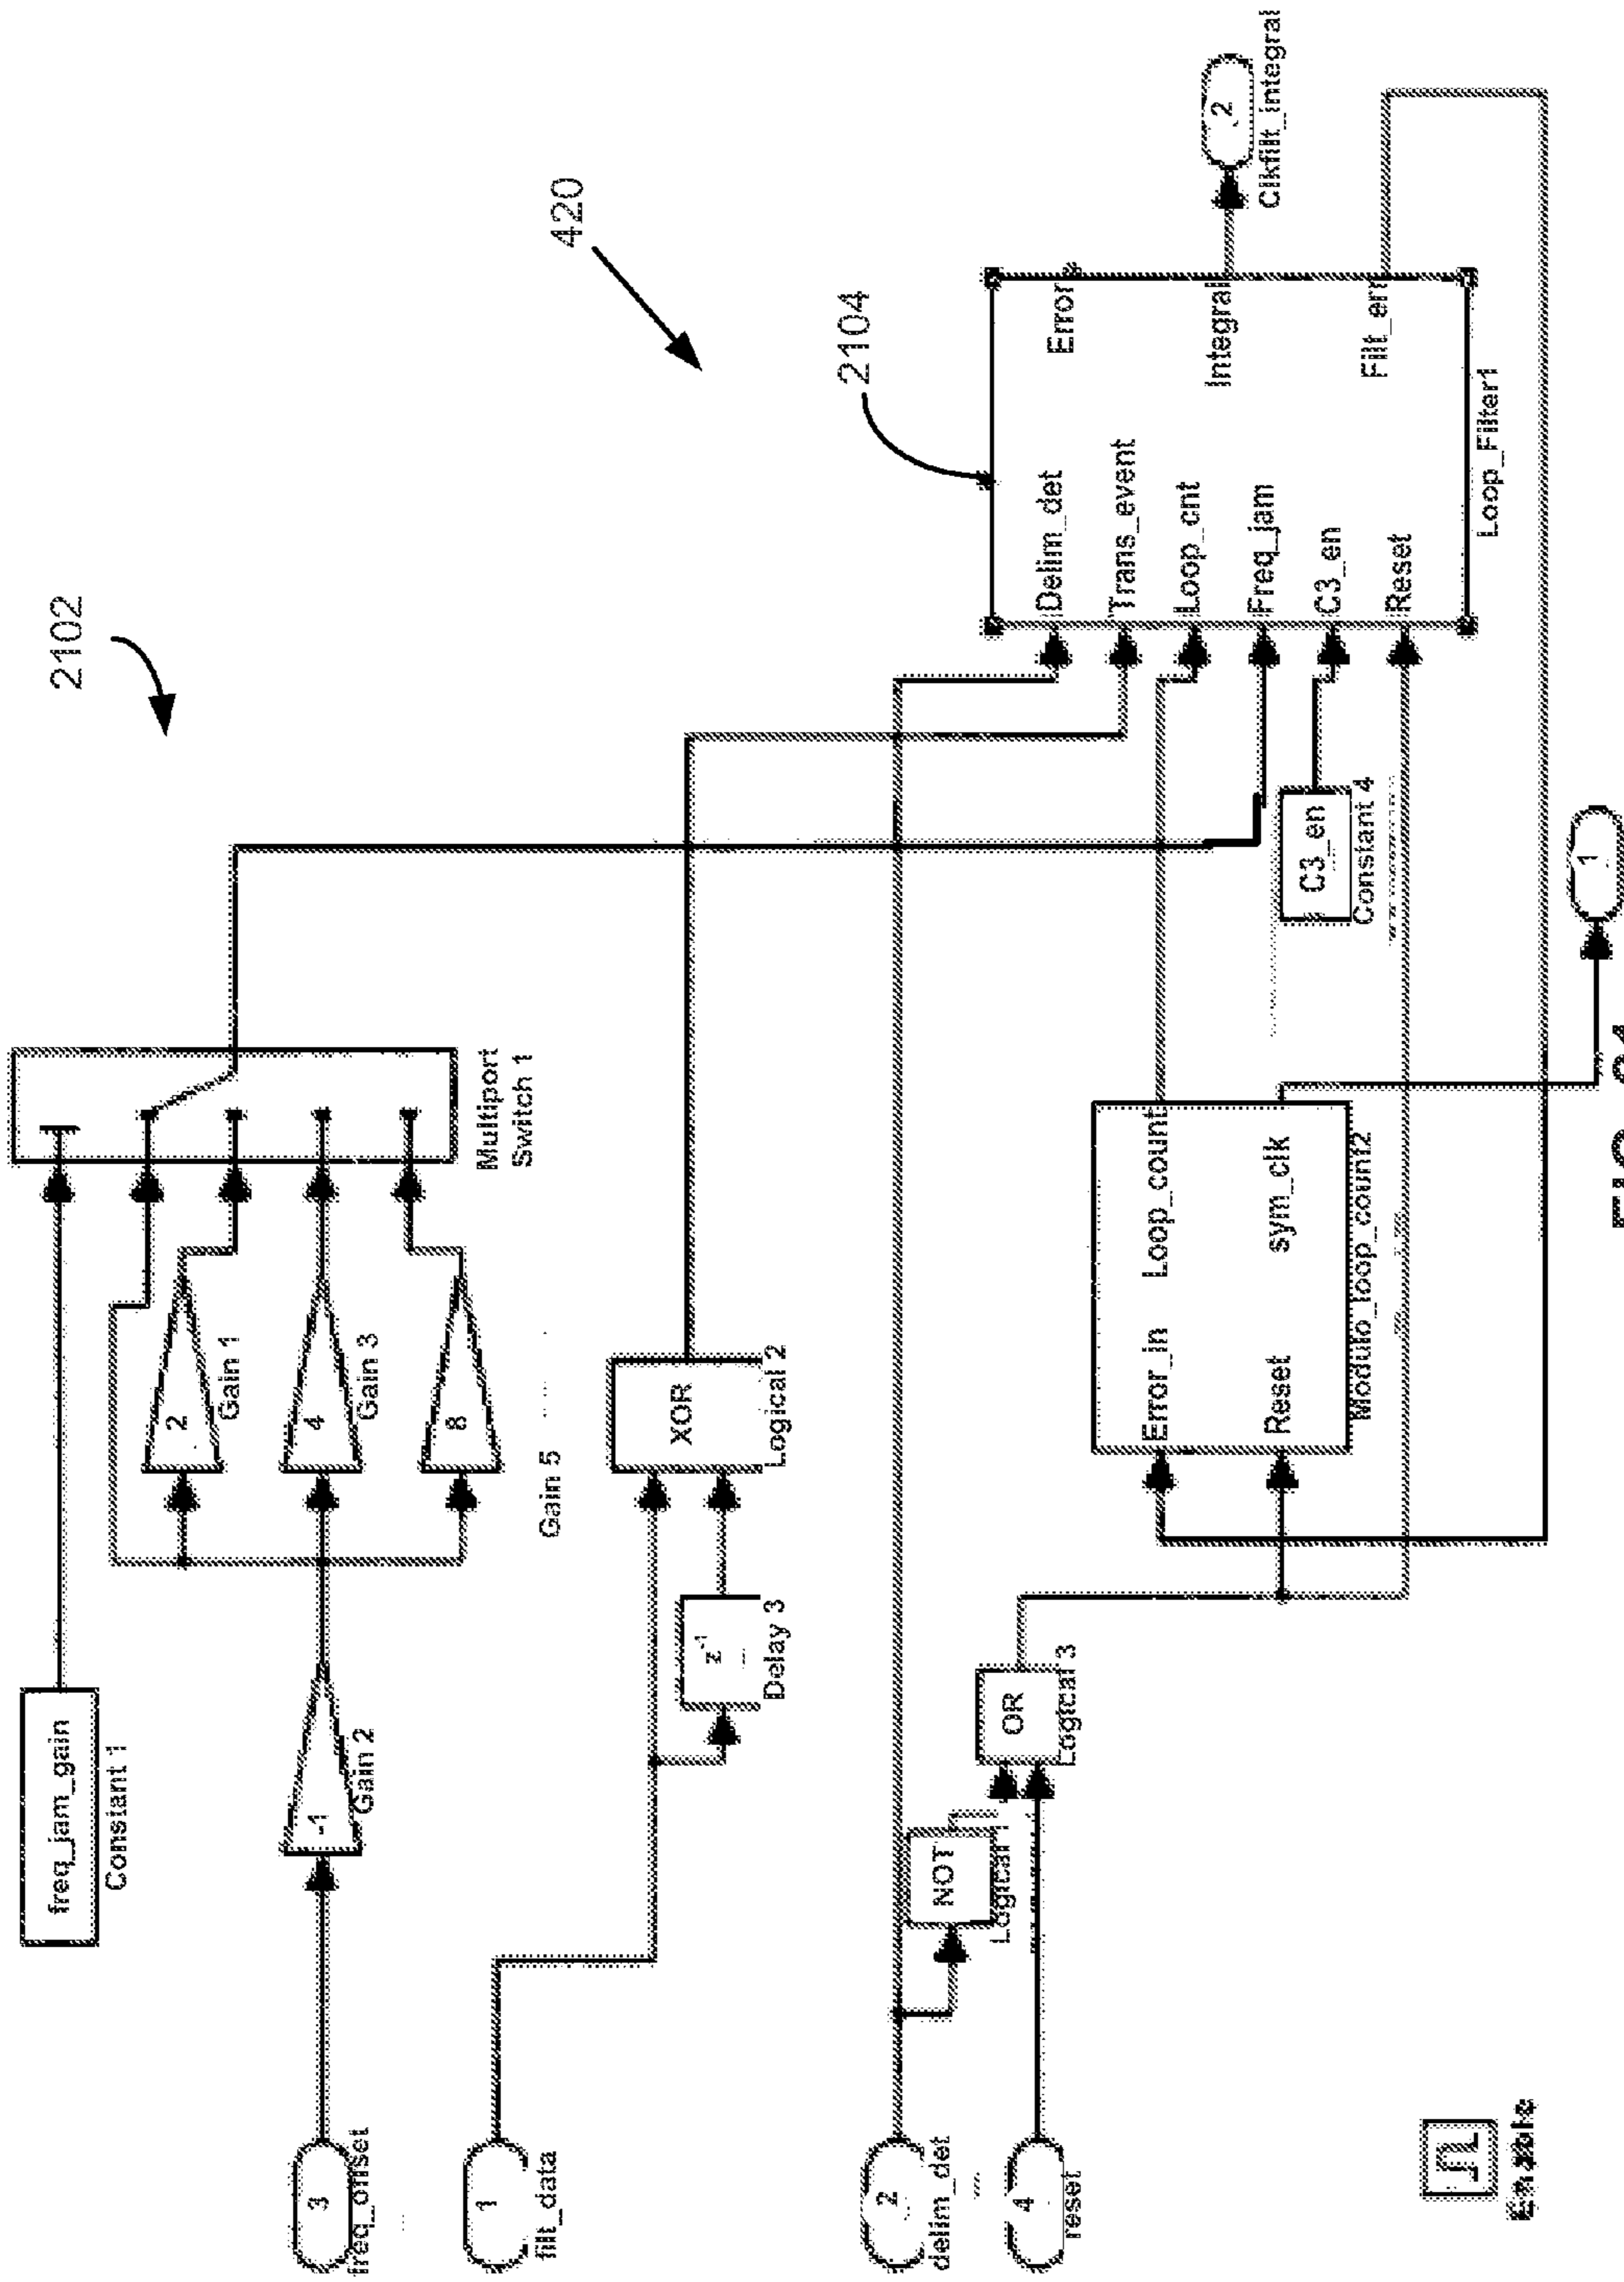 2102
freq_jam_gain
Constant 1
Multiport
Switch 1
3
freq_offset
-1
Gain 2
2
Gain 1
4
Gain 3
8
Gain 5
420
1
filt_data
z-1
Delay 3
XOR
Logical 2
2104
2
delim_det
NOT
Logical 1
4
reset
OR
Logical 3
Delim_det
Trans_event
Loop_cnt
Freq_jam
C3_en
Reset
Error
Integral
Filt_err
Loop_Filter1
2
Clkfilt_integral
C3_en
Constant 4
Error_in
Loop_count
Reset
sym_clk
Modulo_loop_count2
1
Enable